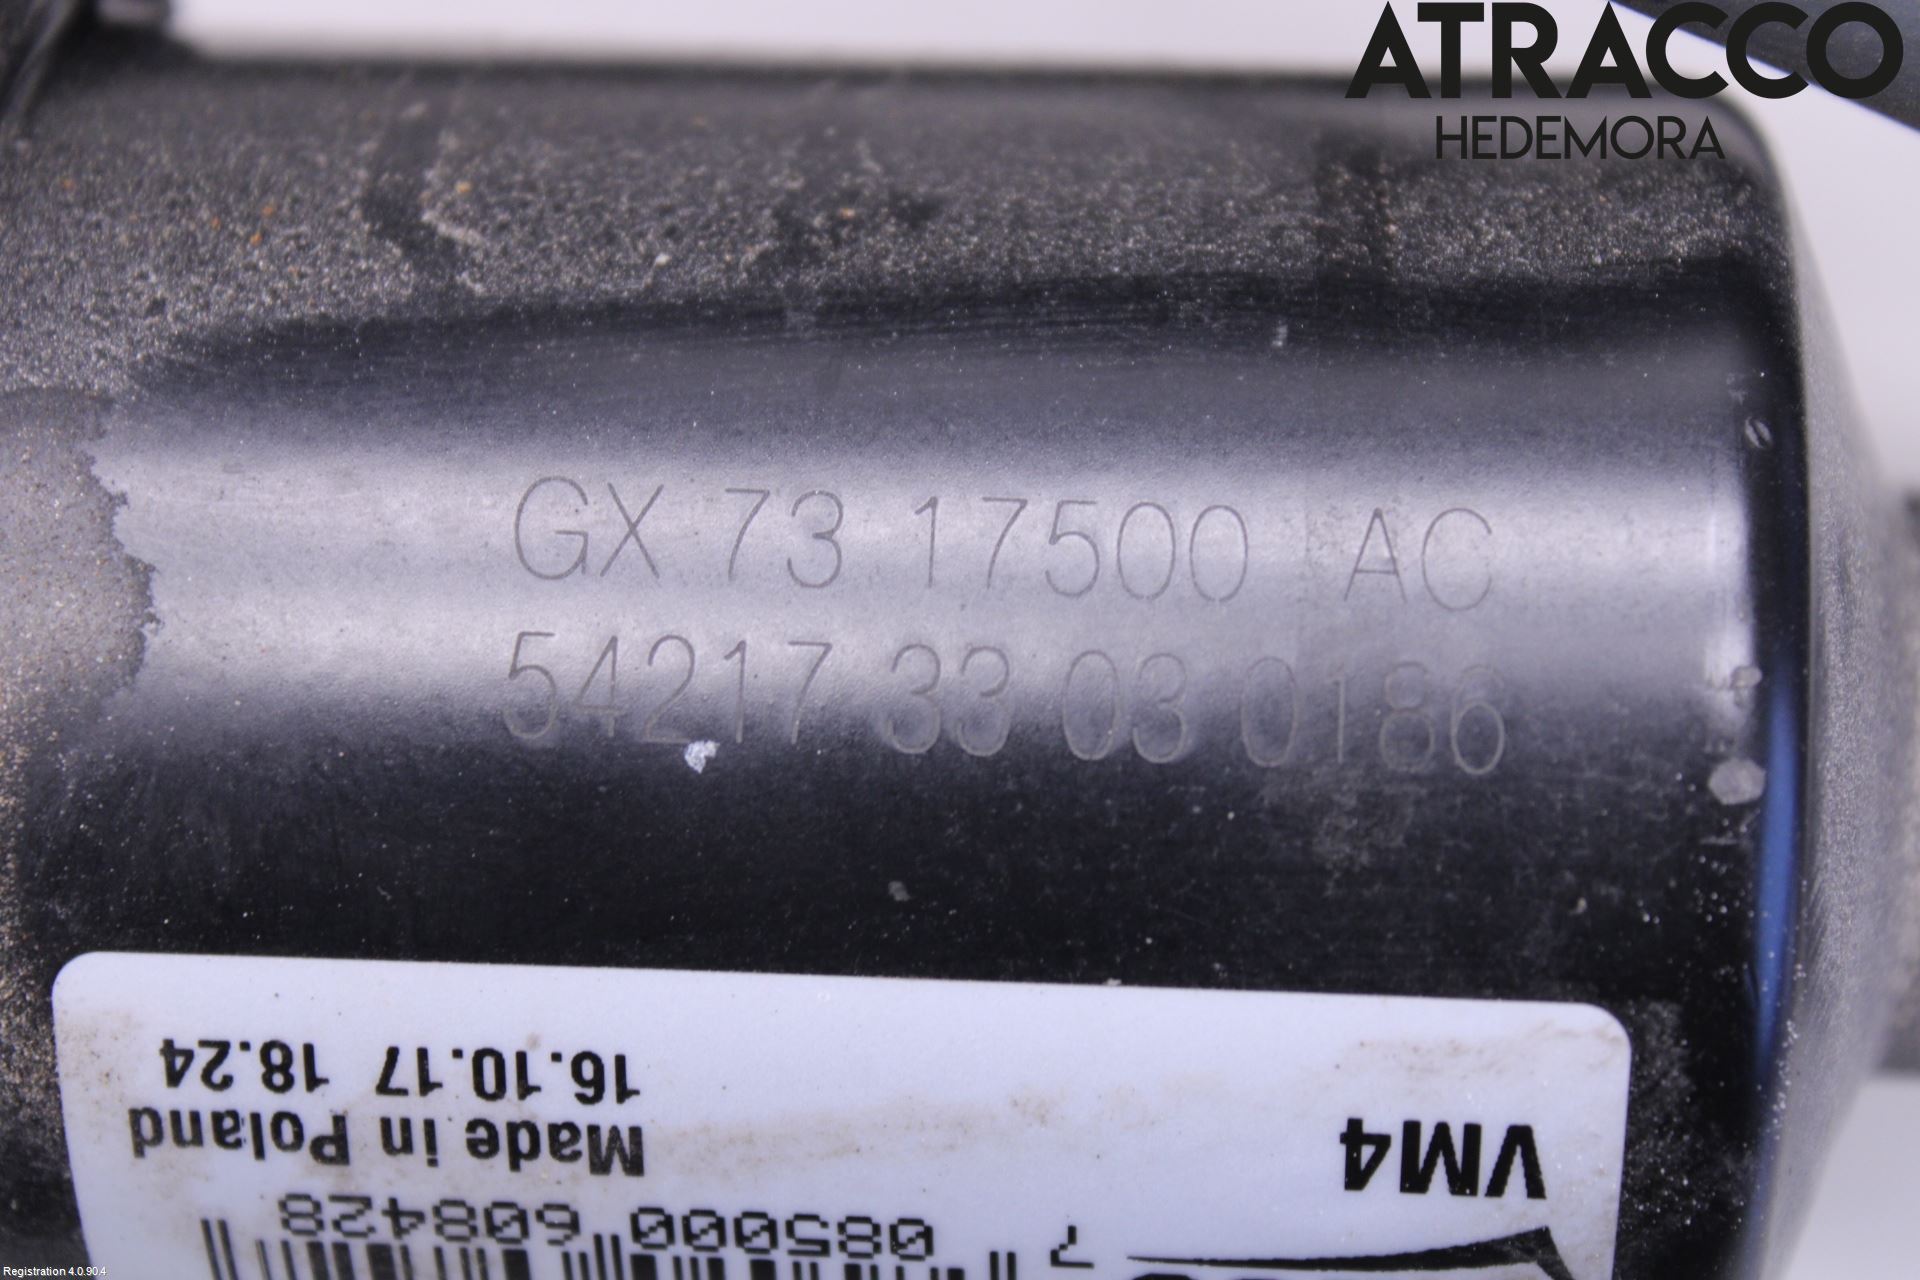 ATRACCO
HEDEMORA
GX 73 17500 AC
54217 33 03 0186
VM4
16.10.17 18.24
Made in Poland
085000 608428
7
Registration 4.0.90.4